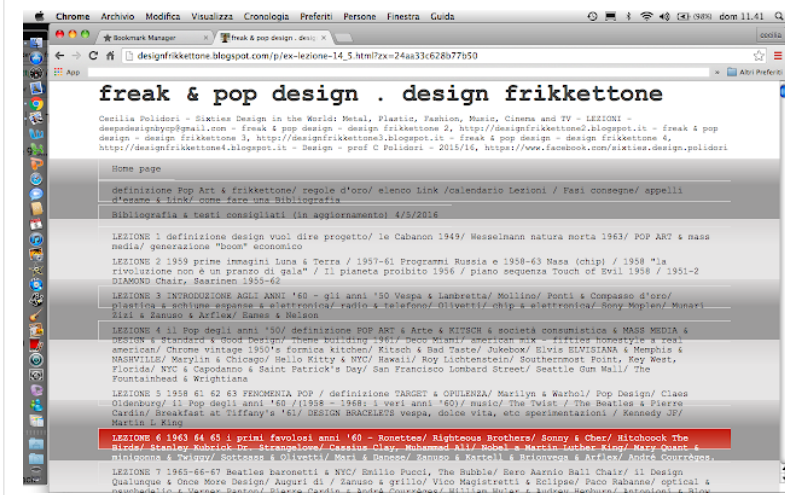 Chrome Archivio Modifica Visualizza Cronologia Preferiti Persone Finestra Guida (98%) dom 11.41
Bookmark Manager freak & pop design . desig cecilia
designfrikkettone.blogspot.com/p/ex-lezione-14_5.html?zx=24aa33c628b77b50
App » Altri Preferiti
freak & pop design . design frikkettone
Cecilia Polidori - Sixties Design in the World: Metal, Plastic, Fashion, Music, Cinema and TV - LEZIONI -
deepsdesignbycp@gmail.com - freak & pop design - design frikkettone 2, http://designfrikkettone2.blogspot.it - freak & pop
design - design frikkettone 3, http://designfrikkettone3.blogspot.it - freak & pop design - design frikkettone 4,
http://designfrikkettone4.blogspot.it - Design - prof C Polidori - 2015/16, https://www.facebook.com/sixties.design.polidori
Home page
definizione Pop Art & frikkettone/ regole d'oro/ elenco Link /calendario Lezioni / Fasi consegne/ appelli
d'esame & Link/ come fare una Bibliografia
Bibliografia & testi consigliati (in aggiornamento) 4/5/2016
LEZIONE 1 definizione design vuol dire progetto/ le Cabanon 1949/ Wesselmann natura morta 1963/ POP ART & mass
media/ generazione "boom" economico
LEZIONE 2 1959 prime immagini Luna & Terra / 1957-61 Programmi Russia e 1958-63 Nasa (chip) / 1958 "la
rivoluzione non è un pranzo di gala" / Il pianeta proibito 1956 / piano sequenza Touch of Evil 1958 / 1951-2
DIAMOND Chair, Saarinen 1955-62
LEZIONE 3 INTRODUZIONE AGLI ANNI '60 - gli anni '50 Vespa & Lambretta/ Mollino/ Ponti & Compasso d'oro/
plastica & schiume espanse & elettronica/ radio & telefono/ Olivetti/ chip & elettronica/ Sony Moplen/ Munari
Zizi & Zanuso & Arflex/ Eames & Nelson
LEZIONE 4 il Pop degli anni '50/ definizione POP ART & Arte & KITSCH & società consumistica & MASS MEDIA &
DESIGN & Standard & Good Design/ Theme building 1961/ Deco Miami/ american mix - fifties homestyle a real
american/ Chrome vintage 1950's formica kitchen/ Kitsch & Bad Taste/ Jukebox/ Elvis ELVISIANA & Memphis &
NASHVILLE/ Marylin & Chicago/ Hello Kitty & NYC/ Hawaii/ Roy Lichtenstein/ Southernmost Point, Key West,
Florida/ NYC & Capodanno & Saint Patrick's Day/ San Francisco Lombard Street/ Seattle Gum Wall/ The
Fountainhead & Wrightiana
LEZIONE 5 1958 61 62 63 FENOMENIA POP / definizione TARGET & OPULENZA/ Marilyn & Warhol/ Pop Design/ Claes
Oldenburg/ il Pop degli anni '60 /(1958 - 1968: i veri anni '60)/ music/ The Twist / The Beatles & Pierre
Cardin/ Breakfast at Tiffany's '61/ DESIGN BRACELETS vespa, dolce vita, etc sperimentazioni / Kennedy JF/
Martin L King
LEZIONE 6 1963 64 65 i primi favolosi anni '60 - Ronettes/ Righteous Brothers/ Sonny & Cher/ Hitchcock The
Birds/ Stanley Kubrick Dr. Strangelove/ Cassius Clay, Muhammad Ali/ Nobel a Martin Luther King/ Mary Quant &
minigonna & Twiggy/ Sottsass & Olivetti/ Mari & Danese/ Zanuso & Kartell & Brionvega & Arflex/ André Courrèges.
LEZIONE 7 1965-66-67 Beatles baronetti & NYC/ Emilio Pucci, The Bubble/ Eero Aarnio Ball Chair/ il Design
Qualunque & Once More Design/ Auguri di / Zanuso & grillo/ Vico Magistretti & Eclipse/ Paco Rabanne/ optical &
psychedelic & Verner Panton/ Pierre Cardin & André Courrèges/ William Wyler & Audrey Hepburn/ Antonioni & Blow